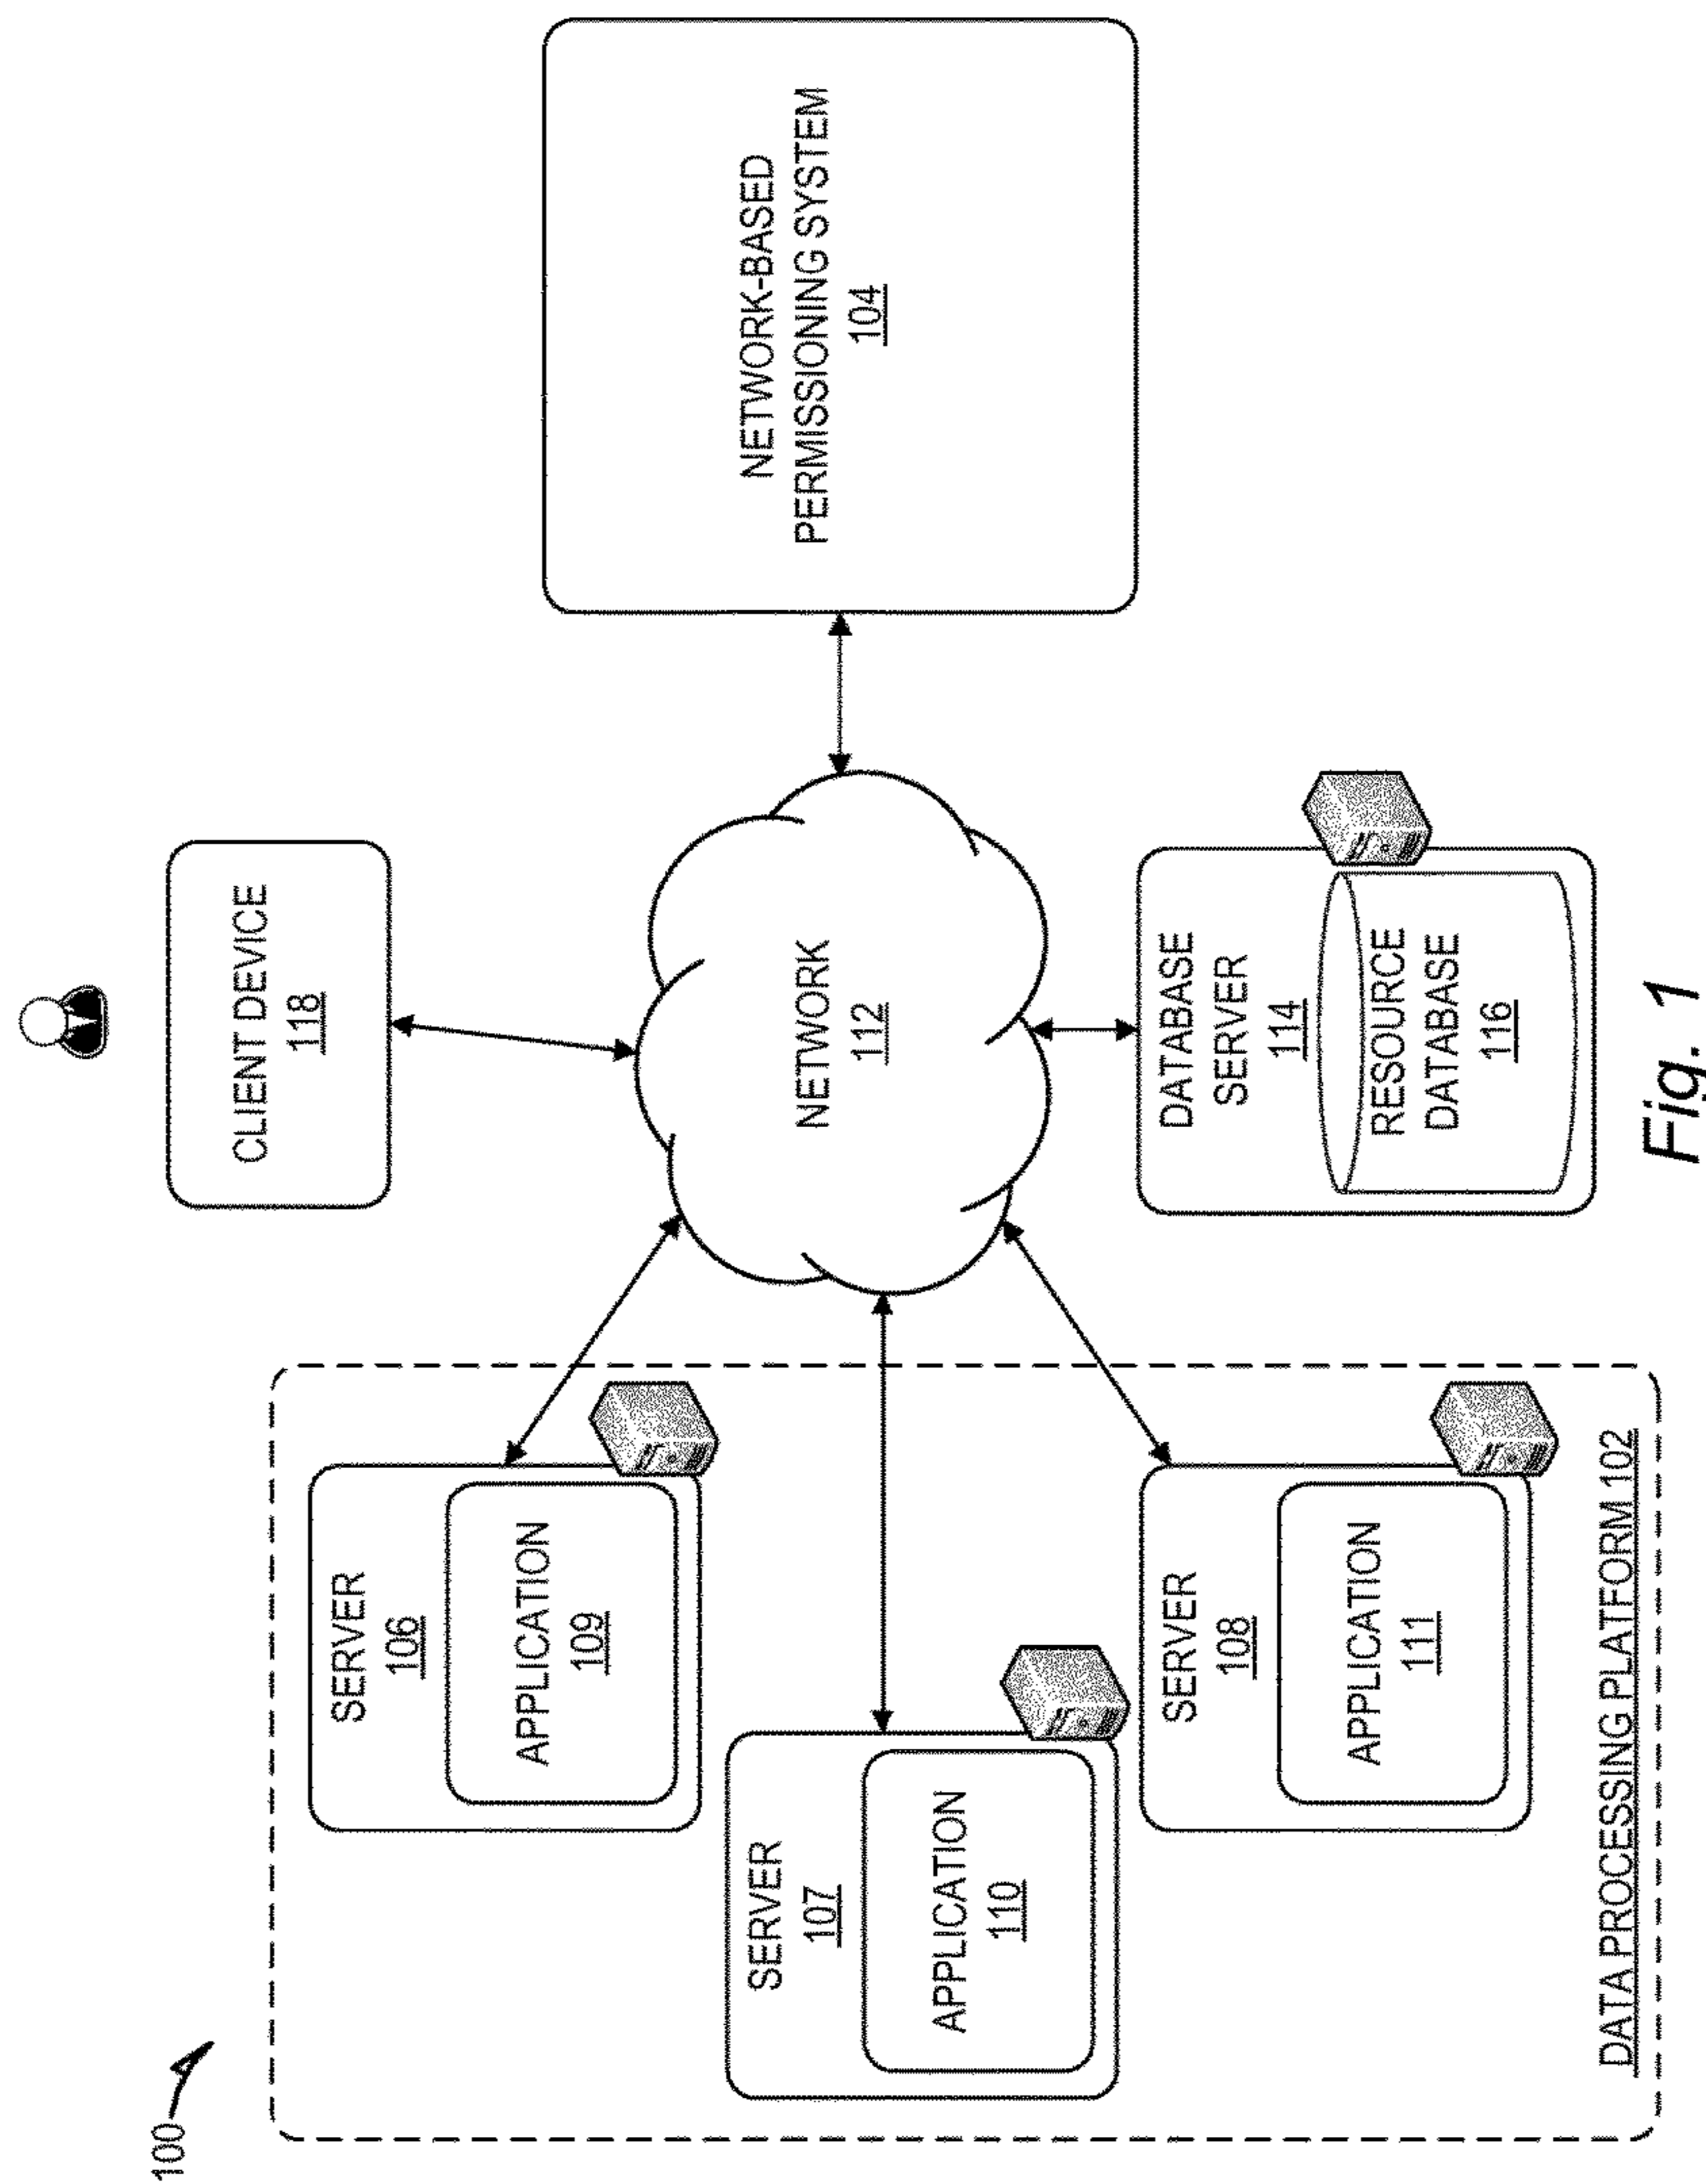 100
CLIENT DEVICE
118
SERVER
106
APPLICATION
109
SERVER
107
APPLICATION
110
SERVER
108
APPLICATION
111
DATA PROCESSING PLATFORM 102
NETWORK
112
NETWORK-BASED
PERMISSIONING SYSTEM
104
DATABASE
SERVER
114
RESOURCE
DATABASE
116
Fig. 1